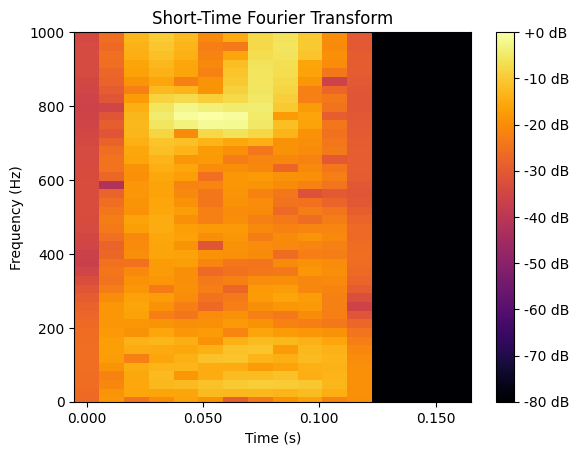 Short-Time Fourier Transform
1000
800
600
400
200
0
Frequency (Hz)
0.000
0.050
0.100
0.150
Time (s)
+0 dB
-10 dB
-20 dB
-30 dB
-40 dB
-50 dB
-60 dB
-70 dB
-80 dB